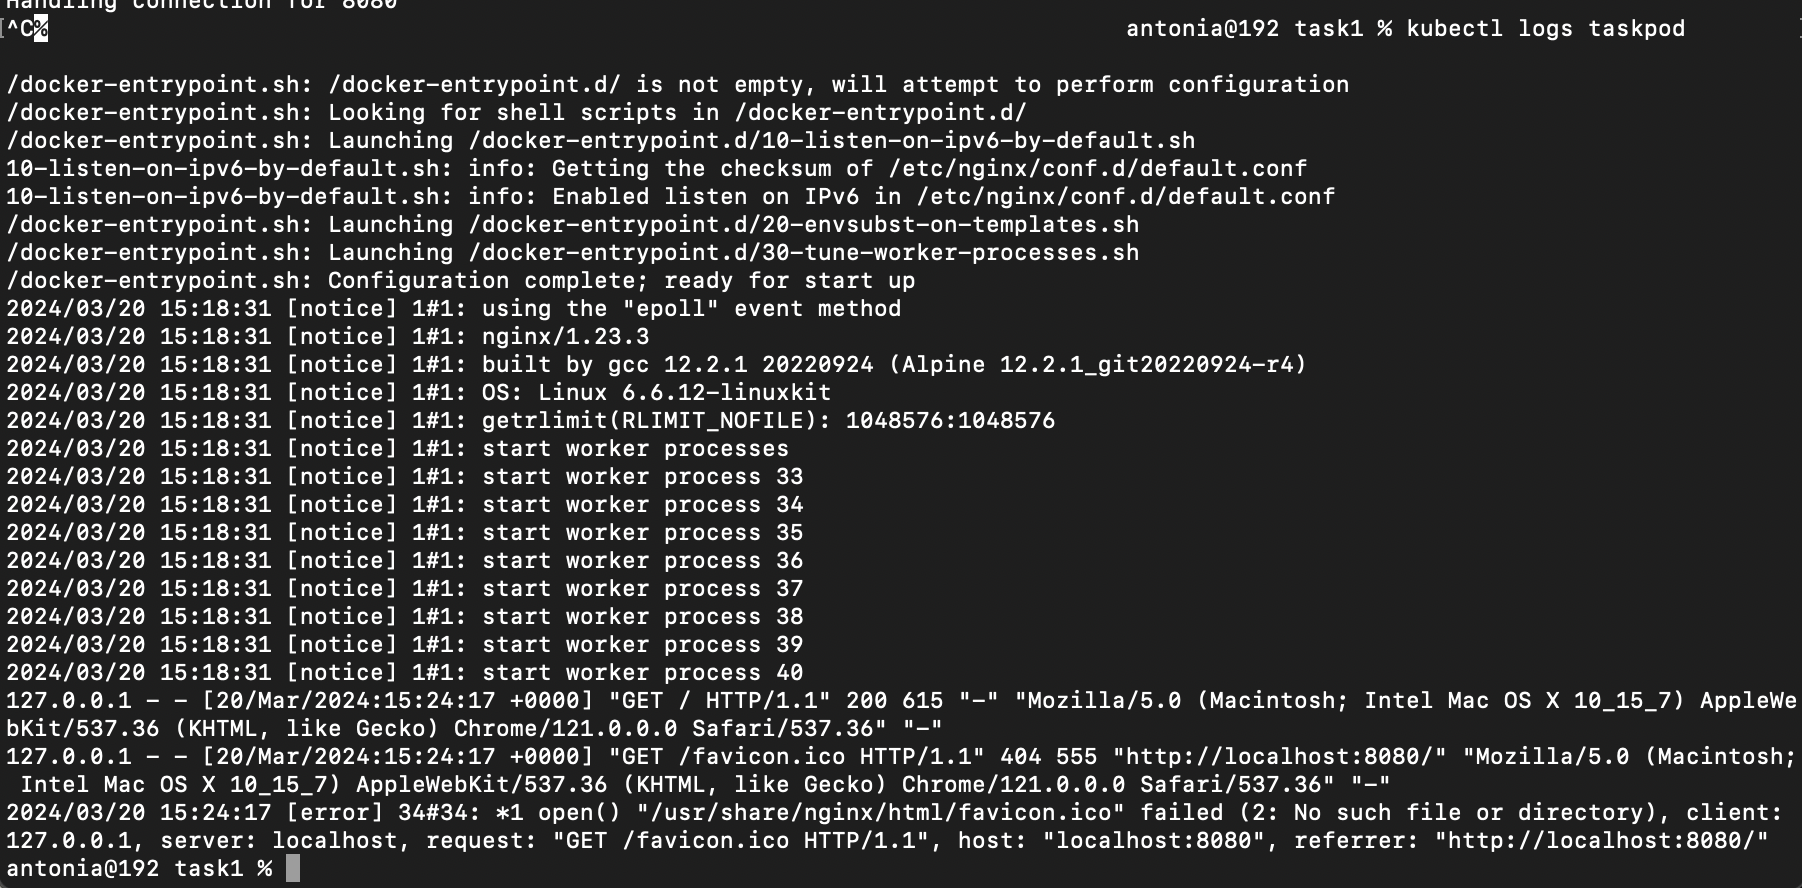 Handling connection for 8080
^C% antonia@192 task1 % kubectl logs taskpod
/docker-entrypoint.sh: /docker-entrypoint.d/ is not empty, will attempt to perform configuration
/docker-entrypoint.sh: Looking for shell scripts in /docker-entrypoint.d/
/docker-entrypoint.sh: Launching /docker-entrypoint.d/10-listen-on-ipv6-by-default.sh
10-listen-on-ipv6-by-default.sh: info: Getting the checksum of /etc/nginx/conf.d/default.conf
10-listen-on-ipv6-by-default.sh: info: Enabled listen on IPv6 in /etc/nginx/conf.d/default.conf
/docker-entrypoint.sh: Launching /docker-entrypoint.d/20-envsubst-on-templates.sh
/docker-entrypoint.sh: Launching /docker-entrypoint.d/30-tune-worker-processes.sh
/docker-entrypoint.sh: Configuration complete; ready for start up
2024/03/20 15:18:31 [notice] 1#1: using the "epoll" event method
2024/03/20 15:18:31 [notice] 1#1: nginx/1.23.3
2024/03/20 15:18:31 [notice] 1#1: built by gcc 12.2.1 20220924 (Alpine 12.2.1_git20220924-r4)
2024/03/20 15:18:31 [notice] 1#1: OS: Linux 6.6.12-linuxkit
2024/03/20 15:18:31 [notice] 1#1: getrlimit(RLIMIT_NOFILE): 1048576:1048576
2024/03/20 15:18:31 [notice] 1#1: start worker processes
2024/03/20 15:18:31 [notice] 1#1: start worker process 33
2024/03/20 15:18:31 [notice] 1#1: start worker process 34
2024/03/20 15:18:31 [notice] 1#1: start worker process 35
2024/03/20 15:18:31 [notice] 1#1: start worker process 36
2024/03/20 15:18:31 [notice] 1#1: start worker process 37
2024/03/20 15:18:31 [notice] 1#1: start worker process 38
2024/03/20 15:18:31 [notice] 1#1: start worker process 39
2024/03/20 15:18:31 [notice] 1#1: start worker process 40
127.0.0.1 - - [20/Mar/2024:15:24:17 +0000] "GET / HTTP/1.1" 200 615 "-" "Mozilla/5.0 (Macintosh; Intel Mac OS X 10_15_7) AppleWe
bKit/537.36 (KHTML, like Gecko) Chrome/121.0.0.0 Safari/537.36" "-"
127.0.0.1 - - [20/Mar/2024:15:24:17 +0000] "GET /favicon.ico HTTP/1.1" 404 555 "http://localhost:8080/" "Mozilla/5.0 (Macintosh;
Intel Mac OS X 10_15_7) AppleWebKit/537.36 (KHTML, like Gecko) Chrome/121.0.0.0 Safari/537.36" "-"
2024/03/20 15:24:17 [error] 34#34: *1 open() "/usr/share/nginx/html/favicon.ico" failed (2: No such file or directory), client:
127.0.0.1, server: localhost, request: "GET /favicon.ico HTTP/1.1", host: "localhost:8080", referrer: "http://localhost:8080/"
antonia@192 task1 %